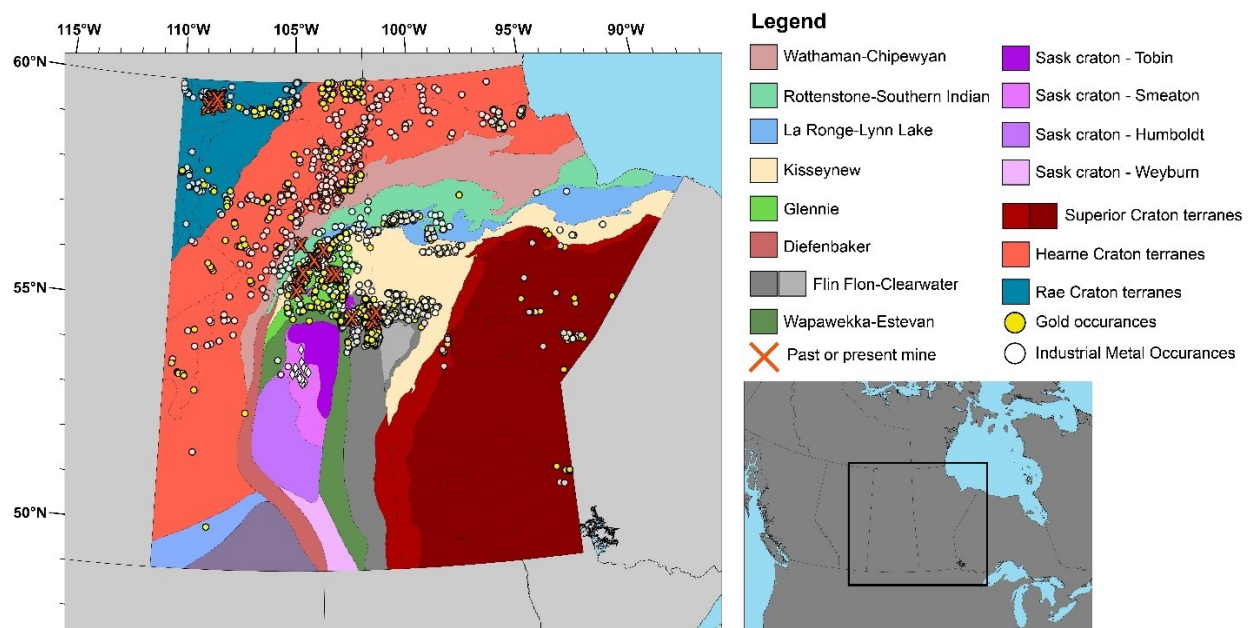 115°W 110°W 105°W 100°W 95°W 90°W
60°N
55°N
50°N
Legend
Wathaman-Chipewyan
Rottenstone-Southern Indian
La Ronge-Lynn Lake
Kisseynew
Glennie
Diefenbaker
Flin Flon-Clearwater
Wapawekka-Estevan
Past or present mine
Sask craton - Tobin
Sask craton - Smeaton
Sask craton - Humboldt
Sask craton - Weyburn
Superior Craton terranes
Hearne Craton terranes
Rae Craton terranes
Gold occurances
Industrial Metal Occurances